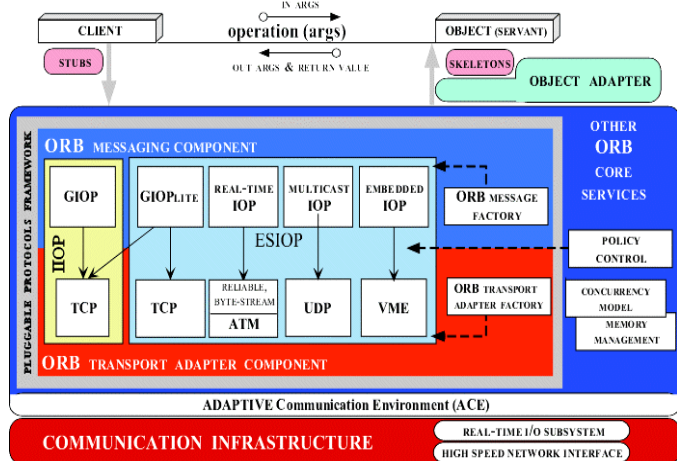 IN ARGS
CLIENT
operation (args)
OBJECT (SERVANT)
OUT ARGS & RETURN VALUE
STUBS
SKELETONS
OBJECT ADAPTER
PLUGGABLE PROTOCOLS FRAMEWORK
ORB MESSAGING COMPONENT
OTHER
ORB
CORE
SERVICES
GIOP
GIOPLITE
REAL-TIME
IOP
MULTICAST
IOP
EMBEDDED
IOP
ORB MESSAGE
FACTORY
IIOP
ESIOP
POLICY
CONTROL
TCP
TCP
RELIABLE,
BYTE-STREAM
ATM
UDP
VME
ORB TRANSPORT
ADAPTER FACTORY
CONCURRENCY
MODEL
MEMORY
MANAGEMENT
ORB TRANSPORT ADAPTER COMPONENT
ADAPTIVE Communication Environment (ACE)
COMMUNICATION INFRASTRUCTURE
REAL-TIME I/O SUBSYSTEM
HIGH SPEED NETWORK INTERFACE